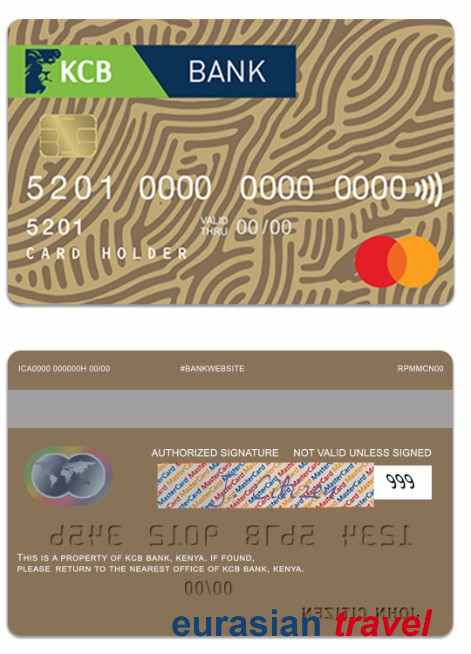 KCB BANK
5201 0000 0000 0000
5201 VALID THRU 00/00
CARD HOLDER
ICA0000 000000H 00/00 #BANKWEBSITE RPMMCN00
AUTHORIZED SIGNATURE NOT VALID UNLESS SIGNED
999
THIS IS A PROPERTY OF KCB BANK, KENYA. IF FOUND,
PLEASE RETURN TO THE NEAREST OFFICE OF KCB BANK, KENYA.
00/00
eurasian travel